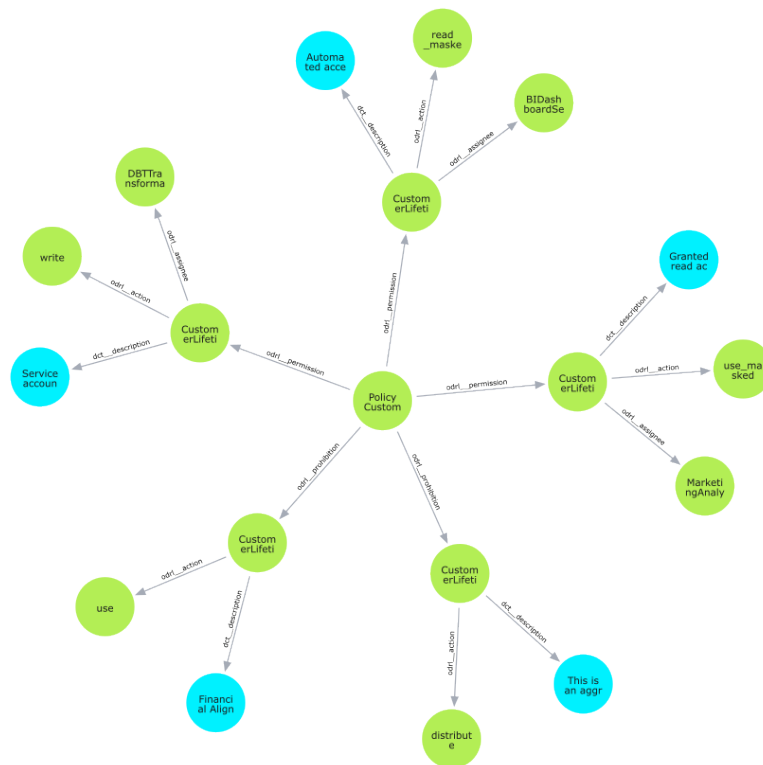 read
_maske
Automa
ted acce
BIDash
boardSe
dct__description
odrl__action
odrl__assignee
Custom
erLifeti
DBTTra
nsforma
write
odrl__assignee
odrl__action
dct__description
Service
accoun
Custom
erLifeti
odrl__permission
odrl__permission
Granted
read ac
dct__description
use_ma
sked
odrl__action
odrl__assignee
Custom
erLifeti
Marketi
ngAnaly
odrl__permission
Policy
Custom
odrl__prohibition
odrl__prohibition
Custom
erLifeti
odrl__action
use
dct__description
Financi
al Align
Custom
erLifeti
odrl__action
dct__description
This is
an aggr
distribut
e